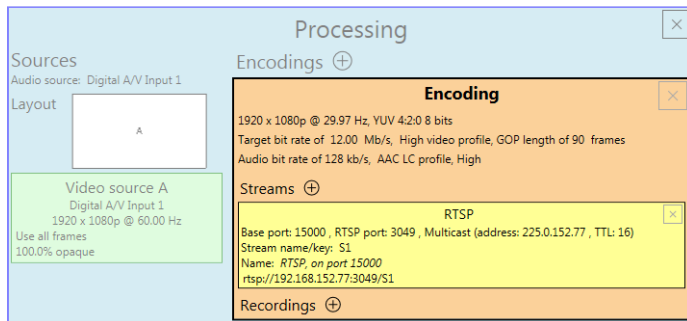 Processing
Sources
Audio source: Digital A/V Input 1
Layout
A
Video source A
Digital A/V Input 1
1920 x 1080p @ 60.00 Hz
Use all frames
100.0% opaque
Encodings
Encoding
1920 x 1080p @ 29.97 Hz, YUV 4:2:0 8 bits
Target bit rate of 12.00 Mb/s, High video profile, GOP length of 90 frames
Audio bit rate of 128 kb/s, AAC LC profile, High
Streams
RTSP
Base port: 15000 , RTSP port: 3049 , Multicast (address: 225.0.152.77 , TTL: 16)
Stream name/key: S1
Name: RTSP, on port 15000
rtsp://192.168.152.77:3049/S1
Recordings